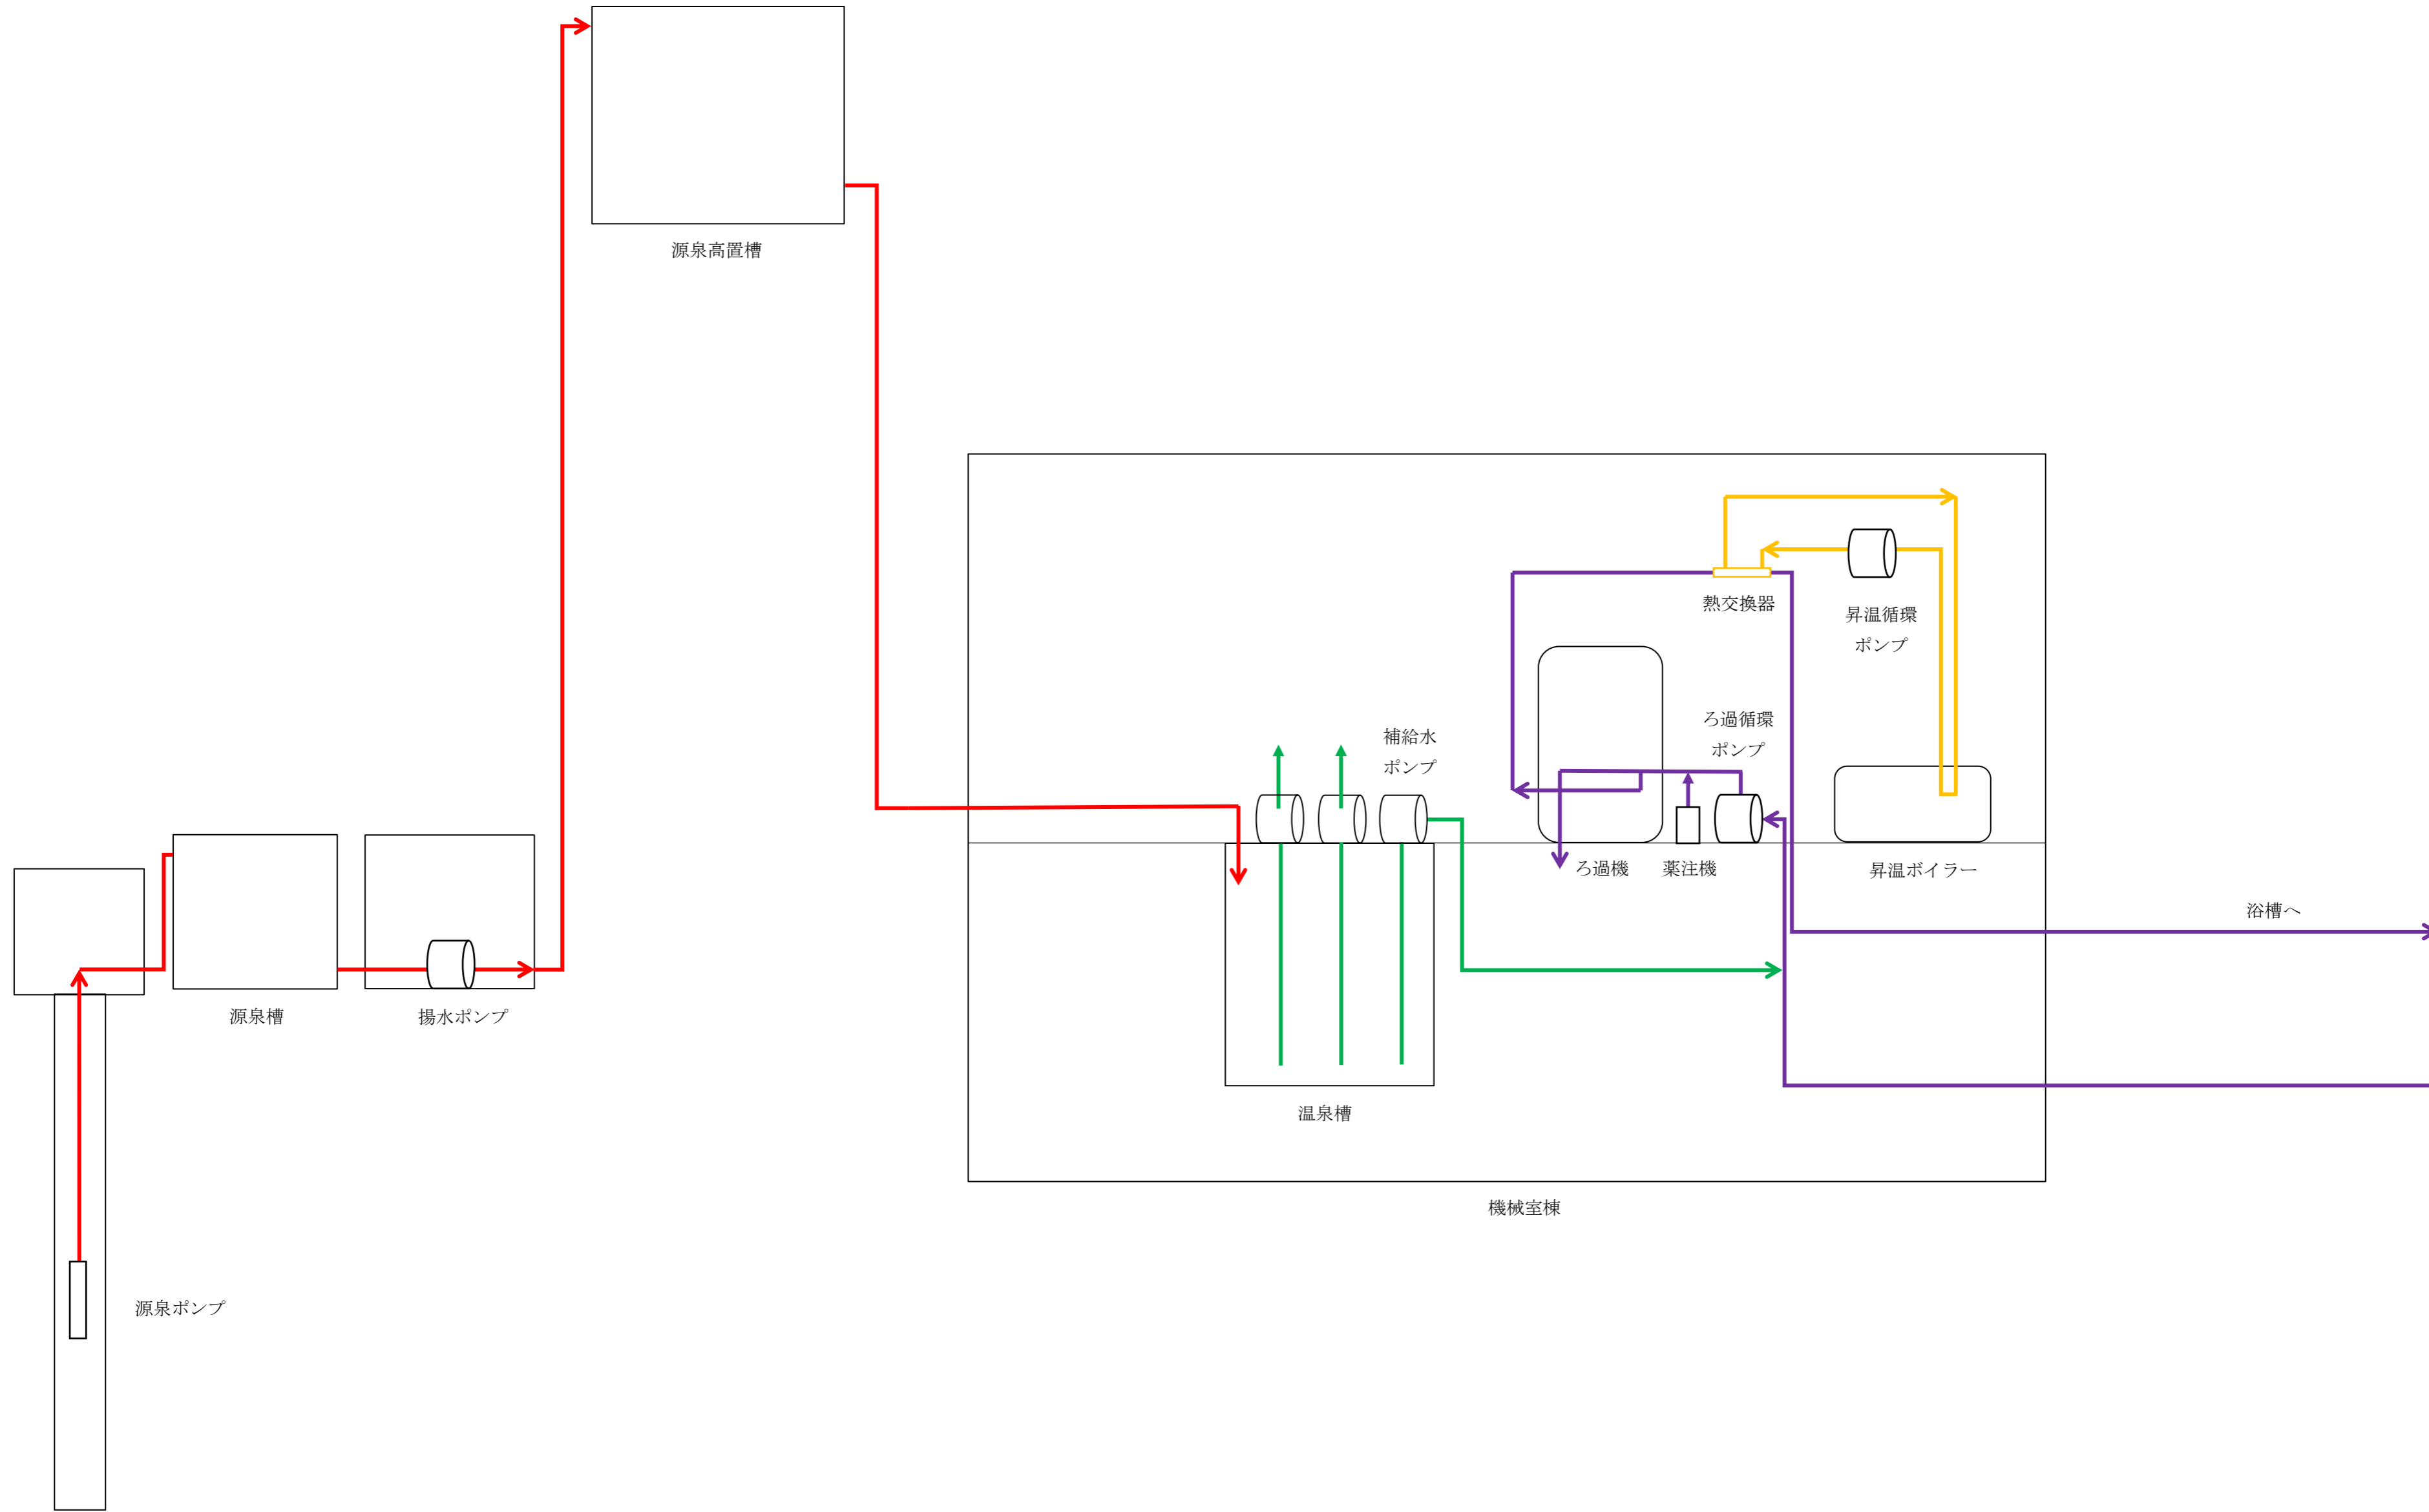 源泉高置槽
熱交換器
昇温循環
ポンプ
ろ過循環
ポンプ
補給水
ポンプ
ろ過機
薬注機
昇温ボイラー
浴槽へ
源泉槽
揚水ポンプ
温泉槽
機械室棟
源泉ポンプ